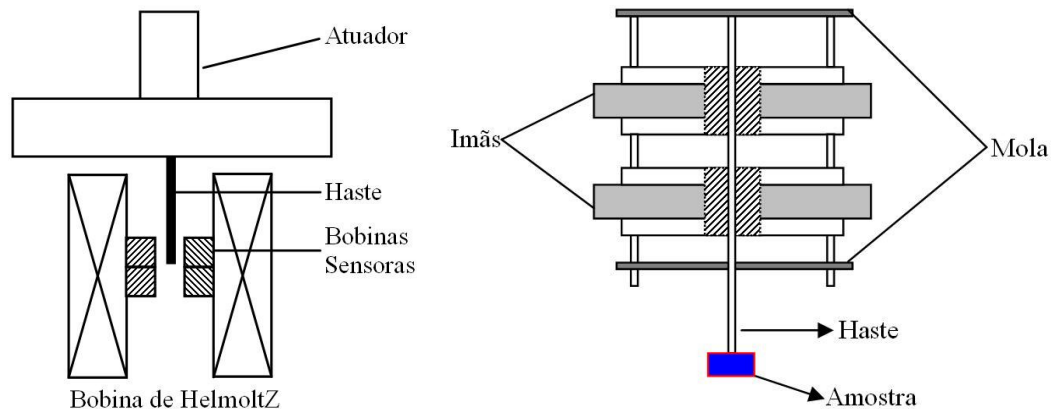 Atuador
Haste
Bobinas
Sensoras
Bobina de HelmoltZ
Imãs
Mola
Haste
Amostra